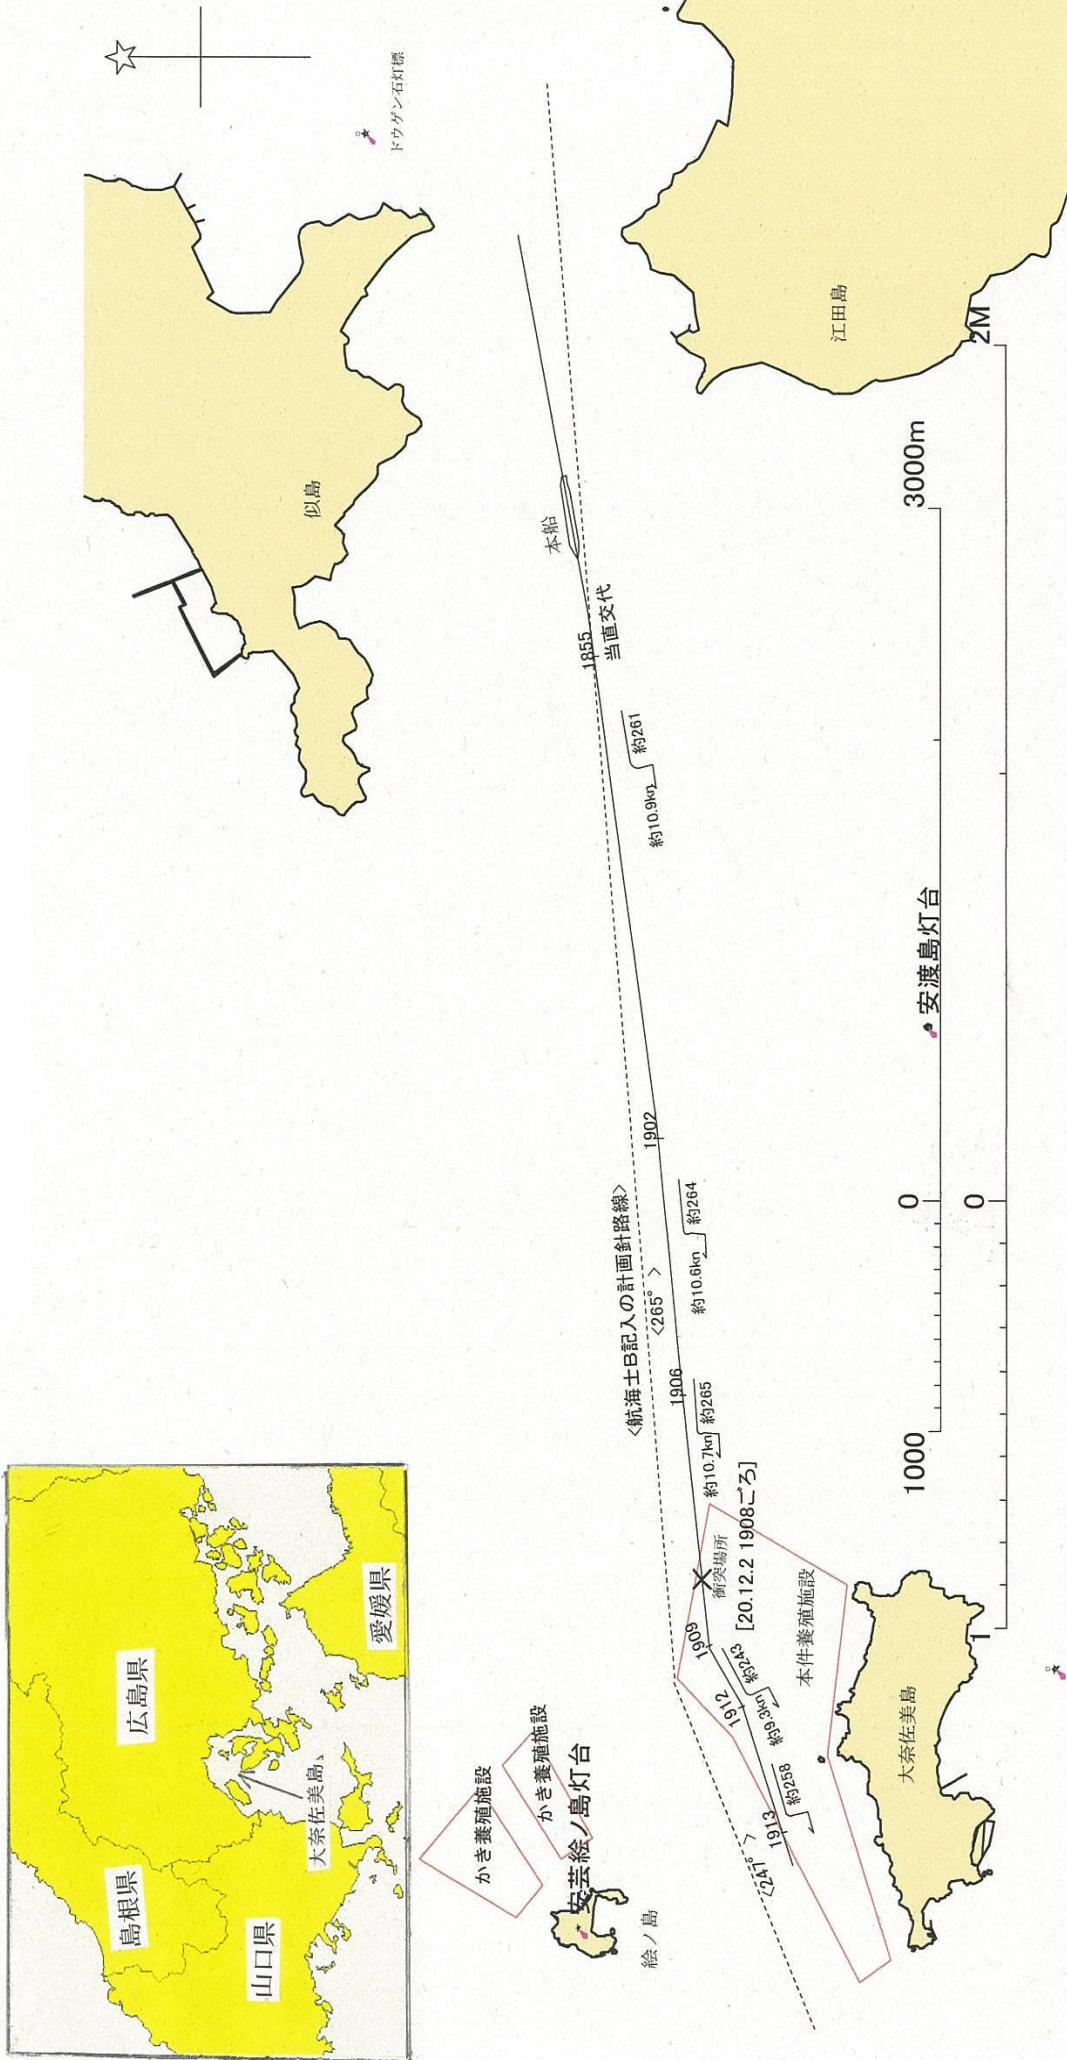 島根県
広島県
山口県
愛媛県
大奈佐美島
ドウゲン石灯標
似島
江田島
本船
1855
当直交代
約261
約10.9kn
1902
<航海士B記入の計画針路線>
<265°>
約264
約10.6kn
1906
約265
約10.7kn
衝突場所
[20.12.2 1908ごろ]
1909
約243
約9.3kn
1912
約258
1913
<247°>
本件養殖施設
かき養殖施設
かき養殖施設
安芸絵ノ島灯台
絵ノ島
大奈佐美島
安渡島灯台
1000
0
3000m
1
0
2M